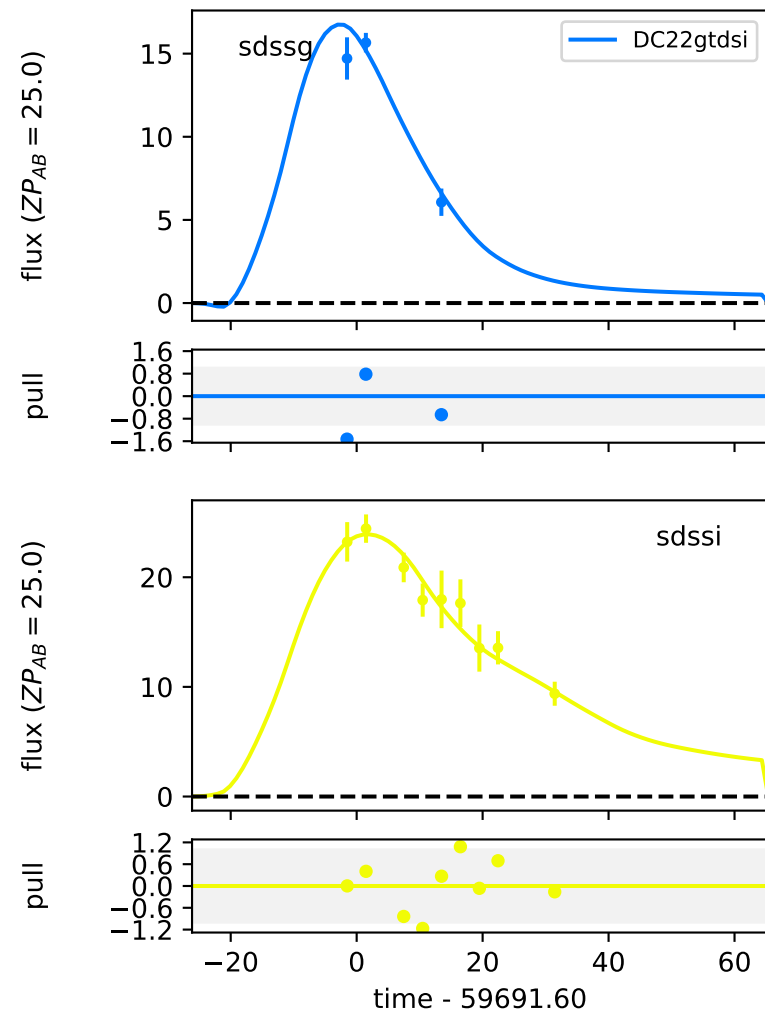 sdssg
DC22gtdsi
flux (ZP_AB = 25.0)
15
10
5
0
pull
1.6
0.8
0.0
−0.8
−1.6
sdssi
flux (ZP_AB = 25.0)
20
10
0
pull
1.2
0.6
0.0
−0.6
−1.2
−20 0 20 40 60
time - 59691.60